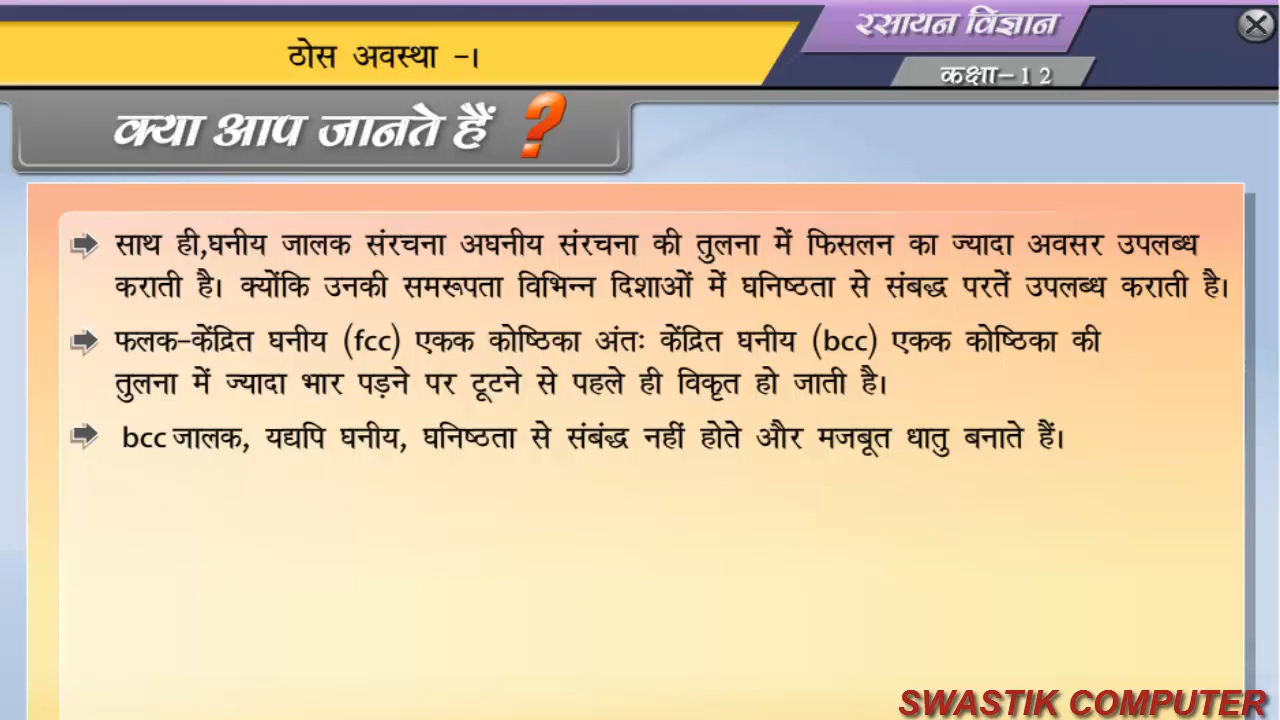 रसायन विज्ञान
ठोस अवस्था -।
कक्षा-12
क्या आप जानते हैं ?
साथ ही,घनीय जालक संरचना अघनीय संरचना की तुलना में फिसलन का ज्यादा अवसर उपलब्ध
कराती है। क्योंकि उनकी समरूपता विभिन्न दिशाओं में घनिष्ठता से संबद्ध परतें उपलब्ध कराती है।
फलक-केंद्रित घनीय (fcc) एकक कोष्ठिका अंतः केंद्रित घनीय (bcc) एकक कोष्ठिका की
तुलना में ज्यादा भार पड़ने पर टूटने से पहले ही विकृत हो जाती है।
bcc जालक, यद्यपि घनीय, घनिष्ठता से संबंद्ध नहीं होते और मजबूत धातु बनाते हैं।
SWASTIK COMPUTER